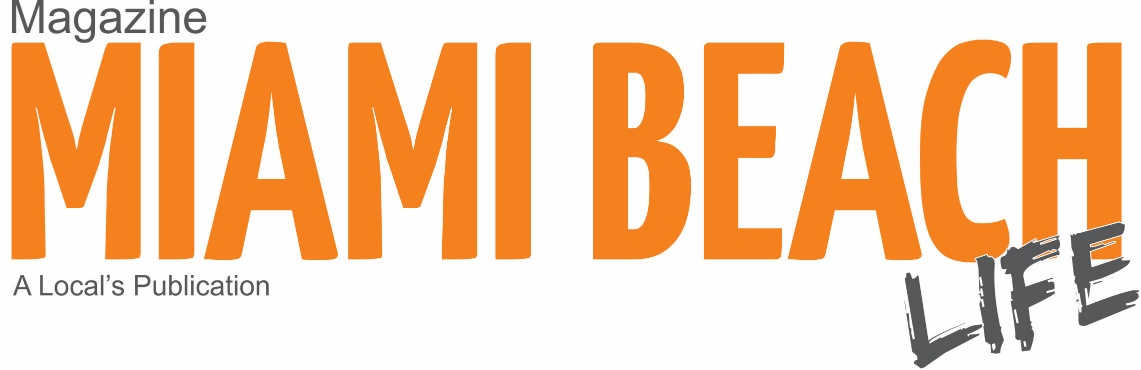 Magazine
MIAMI BEACH
LIFE
A Local's Publication